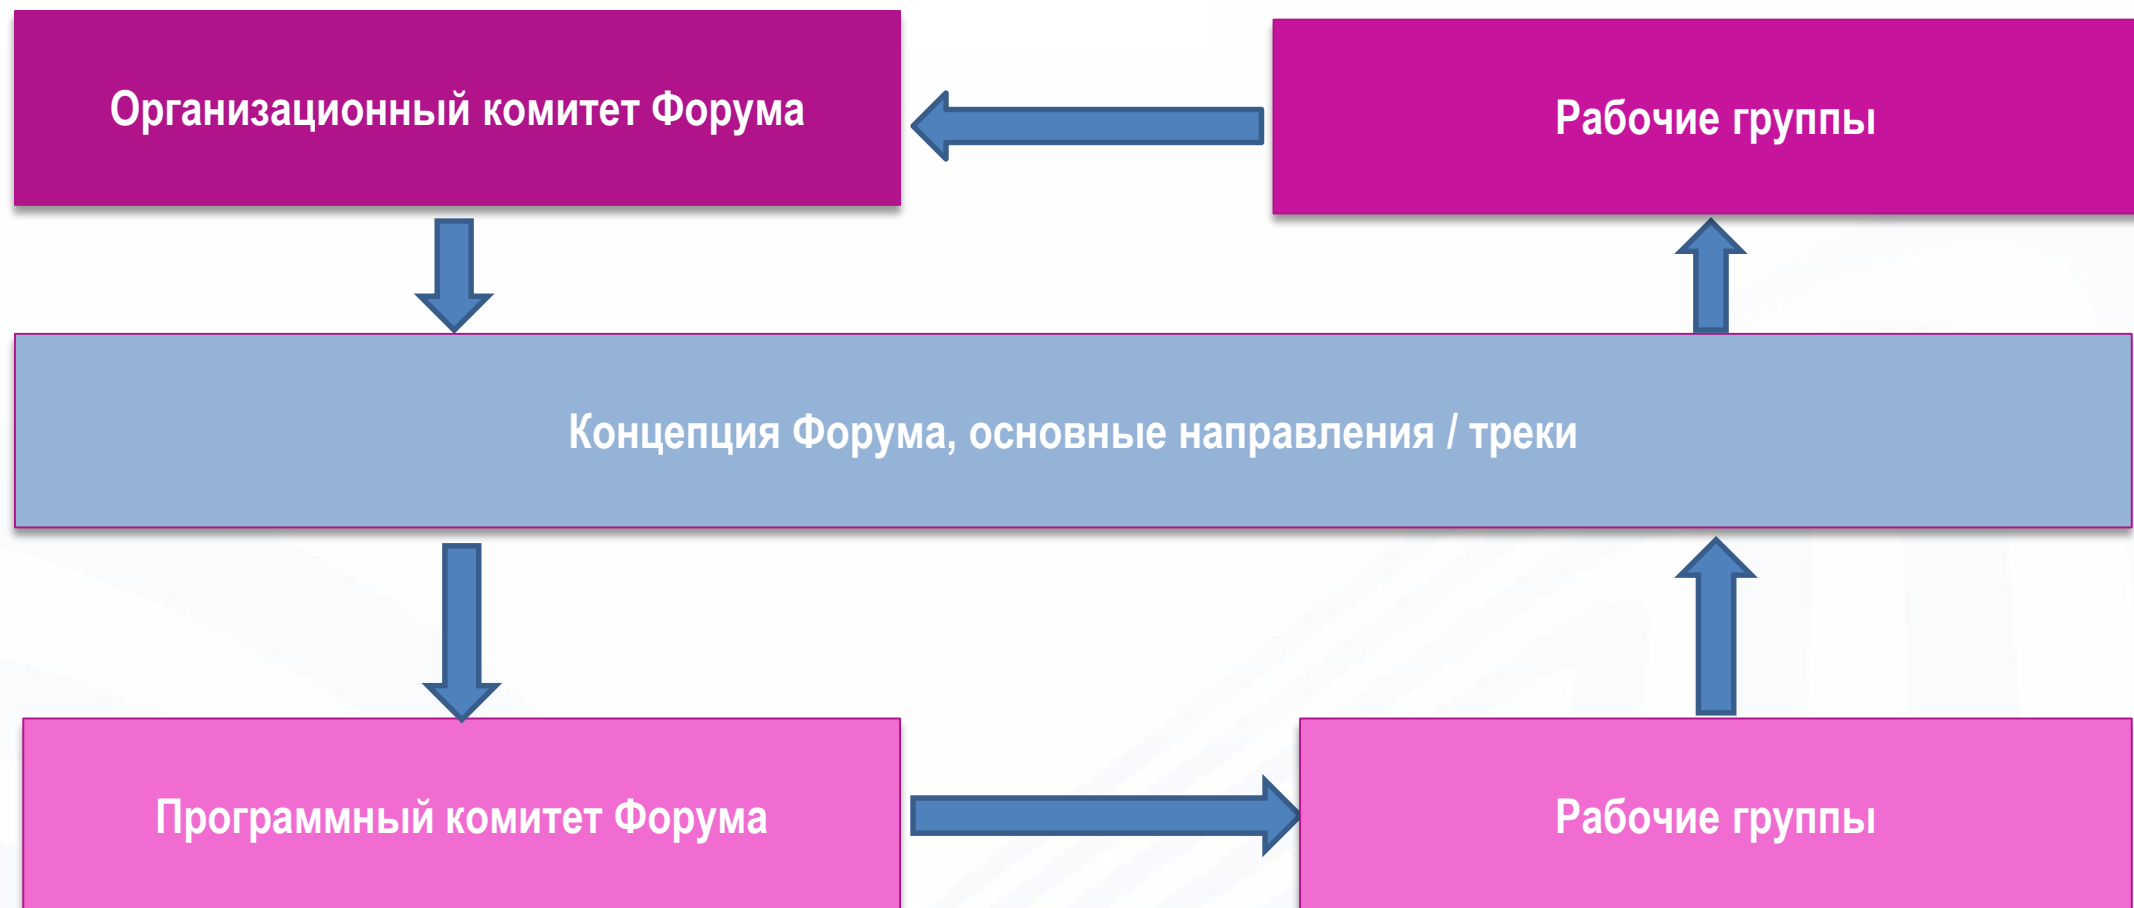 Организационный комитет Форума
Рабочие группы
Концепция Форума, основные направления / треки
Программный комитет Форума
Рабочие группы